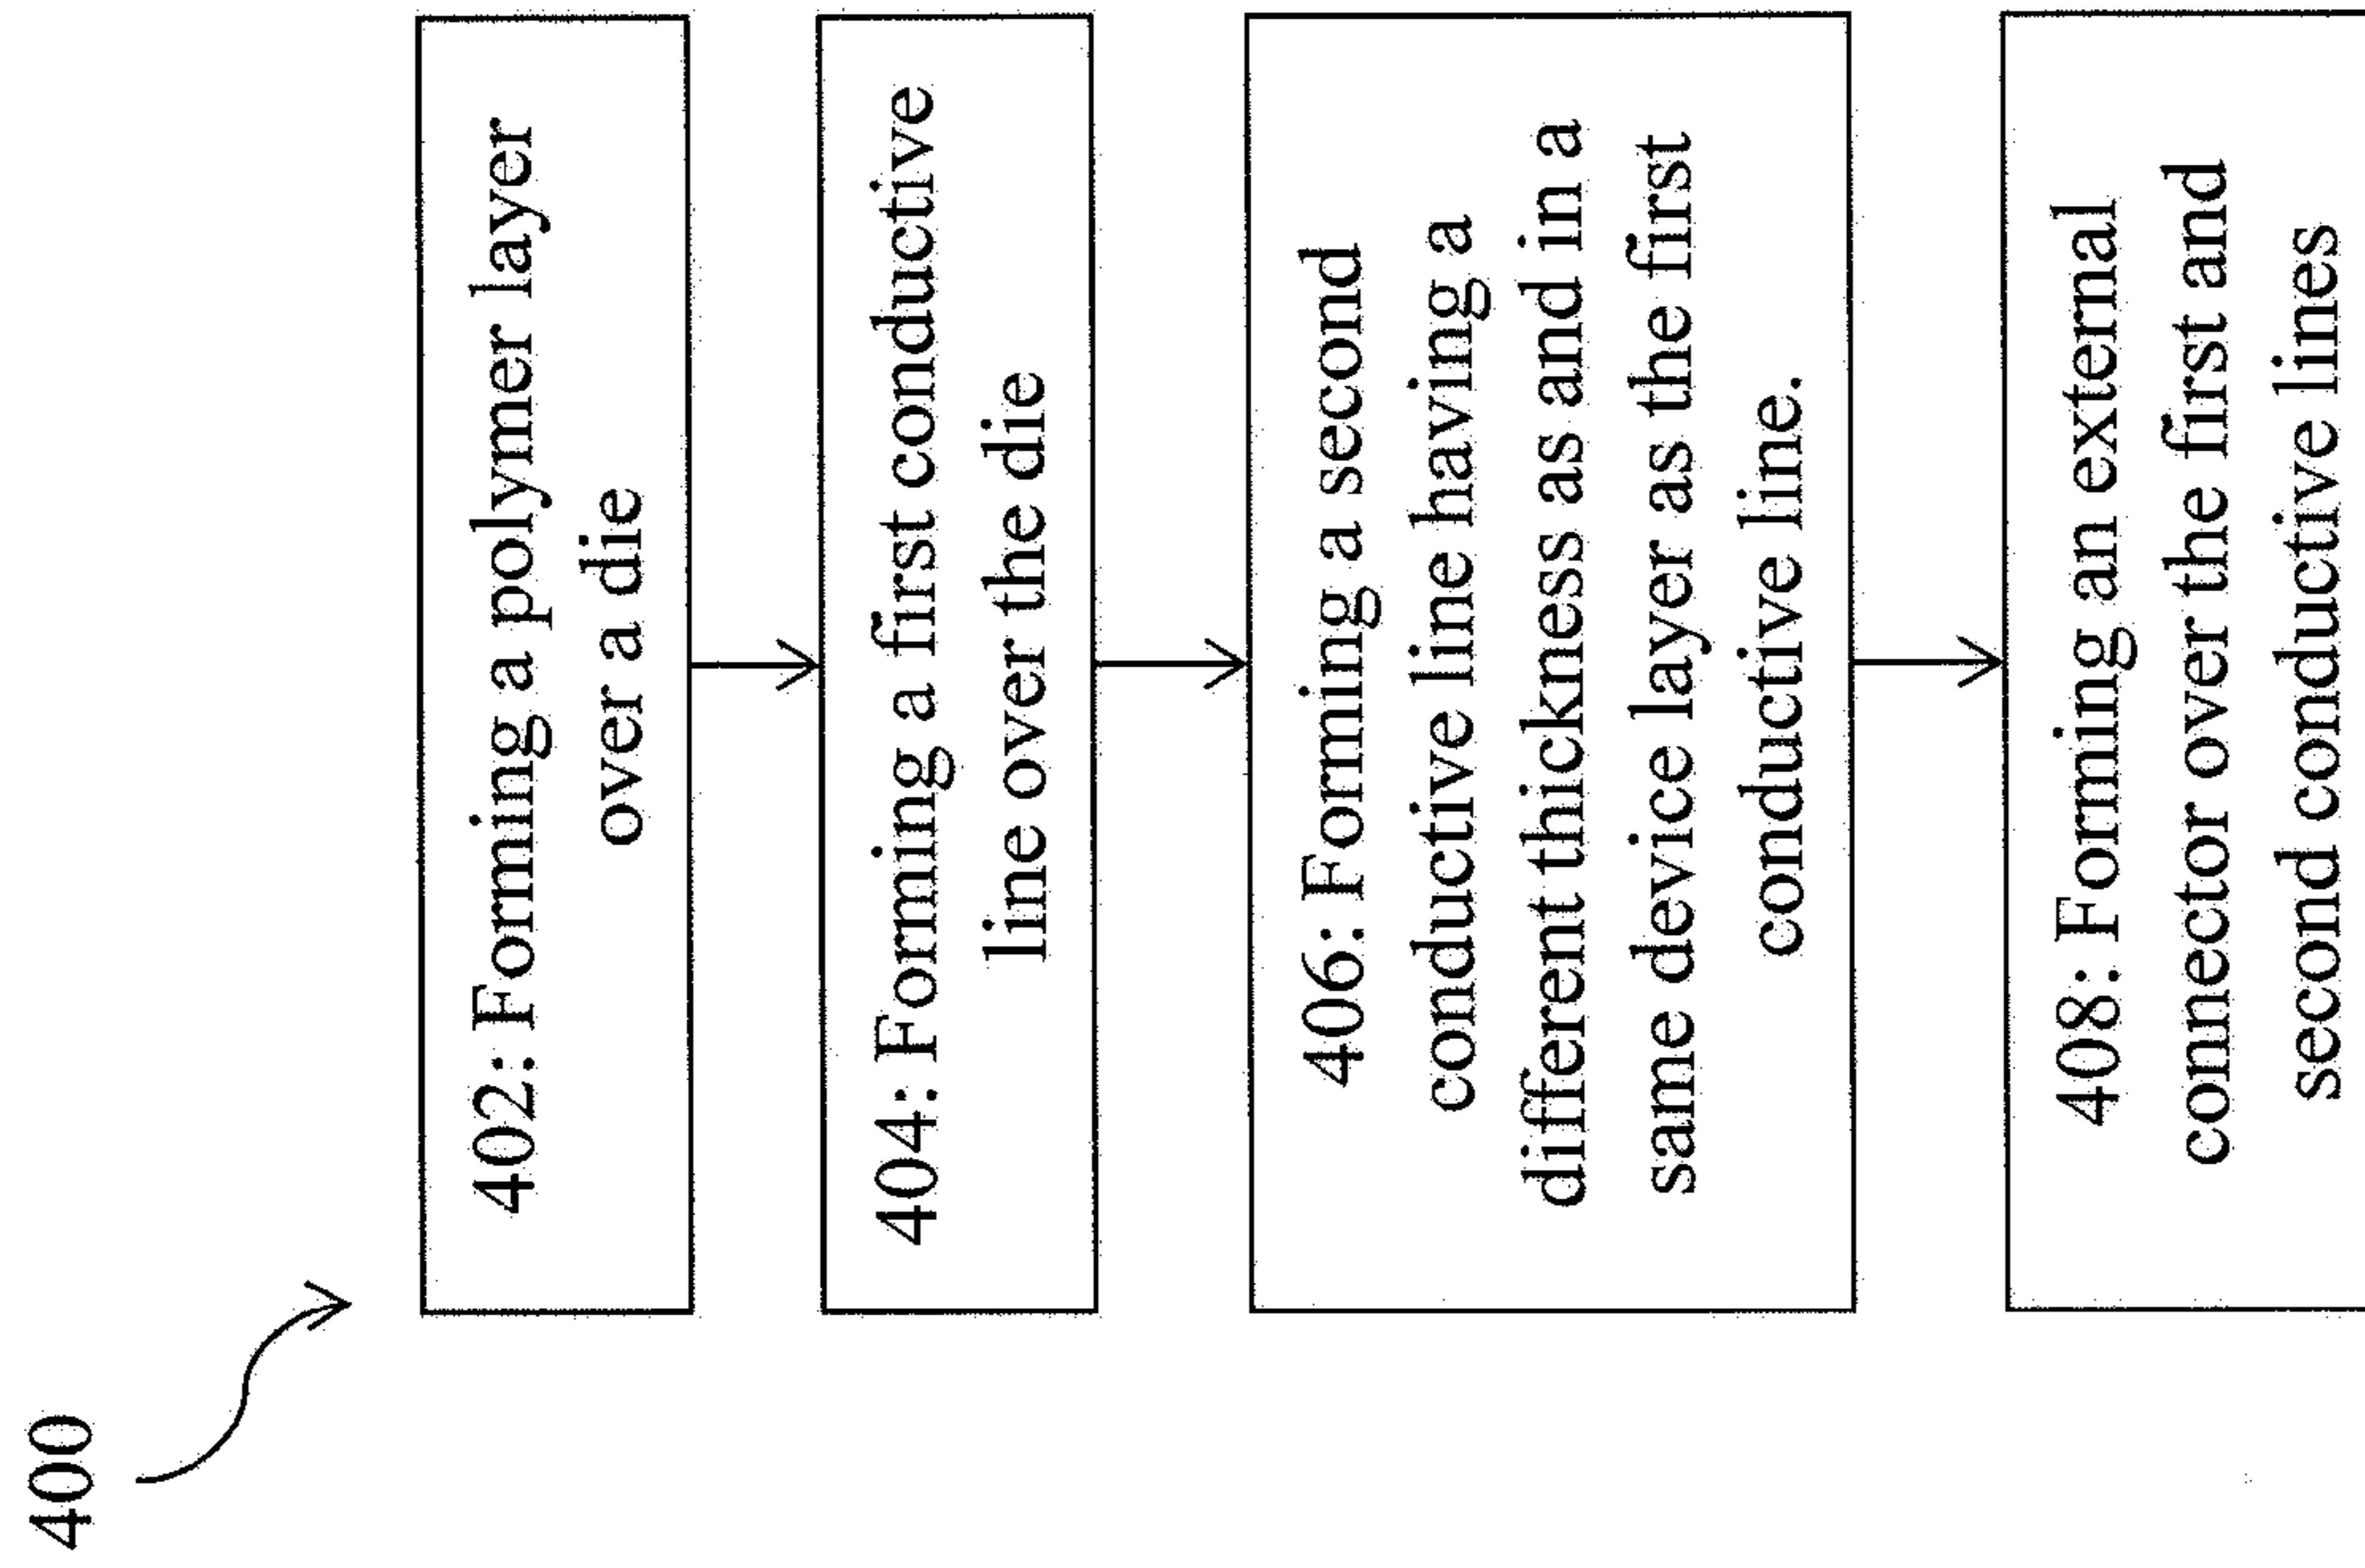 400
402: Forming a polymer layer
over a die
404: Forming a first conductive
line over the die
406: Forming a second
conductive line having a
different thickness as and in a
same device layer as the first
conductive line.
408: Forming an external
connector over the first and
second conductive lines